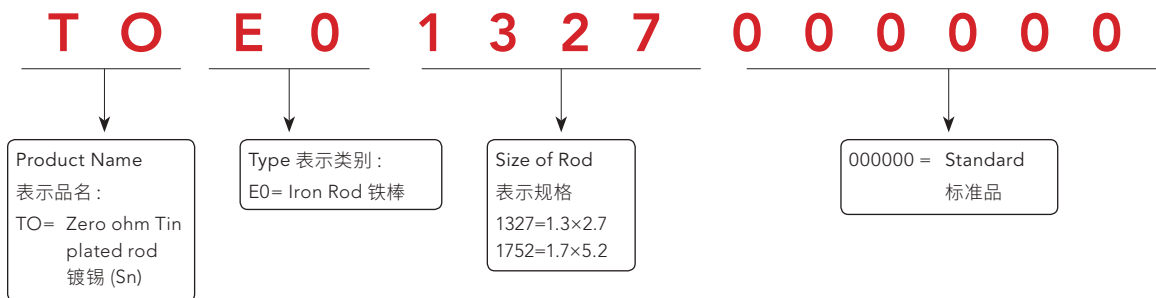 T O E 0 1 3 2 7 0 0 0 0 0 0
Product Name
表示品名 :
TO= Zero ohm Tin
plated rod
镀锡 (Sn)
Type 表示类别 :
E0= Iron Rod 铁棒
Size of Rod
表示规格
1327=1.3×2.7
1752=1.7×5.2
000000 = Standard
标准品